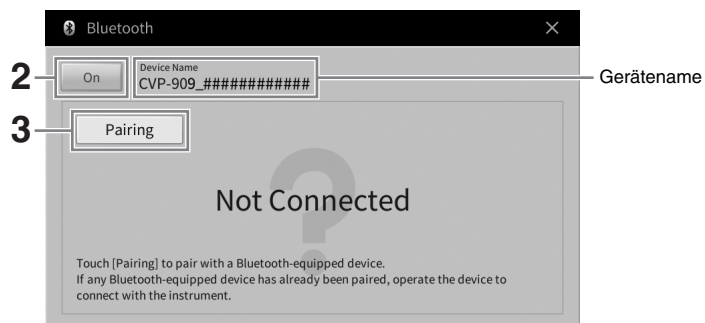 Bluetooth
2
On
Device Name
CVP-909_############
Gerätename
3
Pairing
Not Connected
Touch [Pairing] to pair with a Bluetooth-equipped device.
If any Bluetooth-equipped device has already been paired, operate the device to
connect with the instrument.